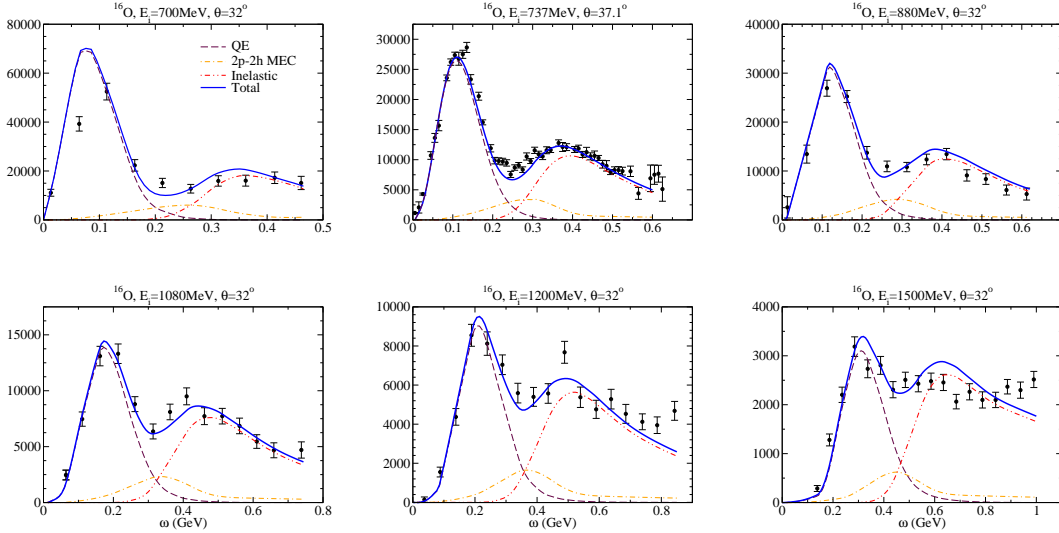 ¹⁶O, Eᵢ=700MeV, θ=32°
¹⁶O, Eᵢ=737MeV, θ=37.1°
¹⁶O, Eᵢ=880MeV, θ=32°
80000
60000
40000
20000
0
0 0.1 0.2 0.3 0.4 0.5
QE
2p-2h MEC
Inelastic
Total
30000
25000
20000
15000
10000
5000
0
0 0.1 0.2 0.3 0.4 0.5 0.6 0.7
40000
30000
20000
10000
0
0 0.1 0.2 0.3 0.4 0.5 0.6
¹⁶O, Eᵢ=1080MeV, θ=32°
¹⁶O, Eᵢ=1200MeV, θ=32°
¹⁶O, Eᵢ=1500MeV, θ=32°
15000
10000
5000
0
0 0.2 0.4 0.6 0.8
ω (GeV)
10000
8000
6000
4000
2000
0
0 0.2 0.4 0.6 0.8
ω (GeV)
4000
3000
2000
1000
0
0 0.2 0.4 0.6 0.8 1
ω (GeV)